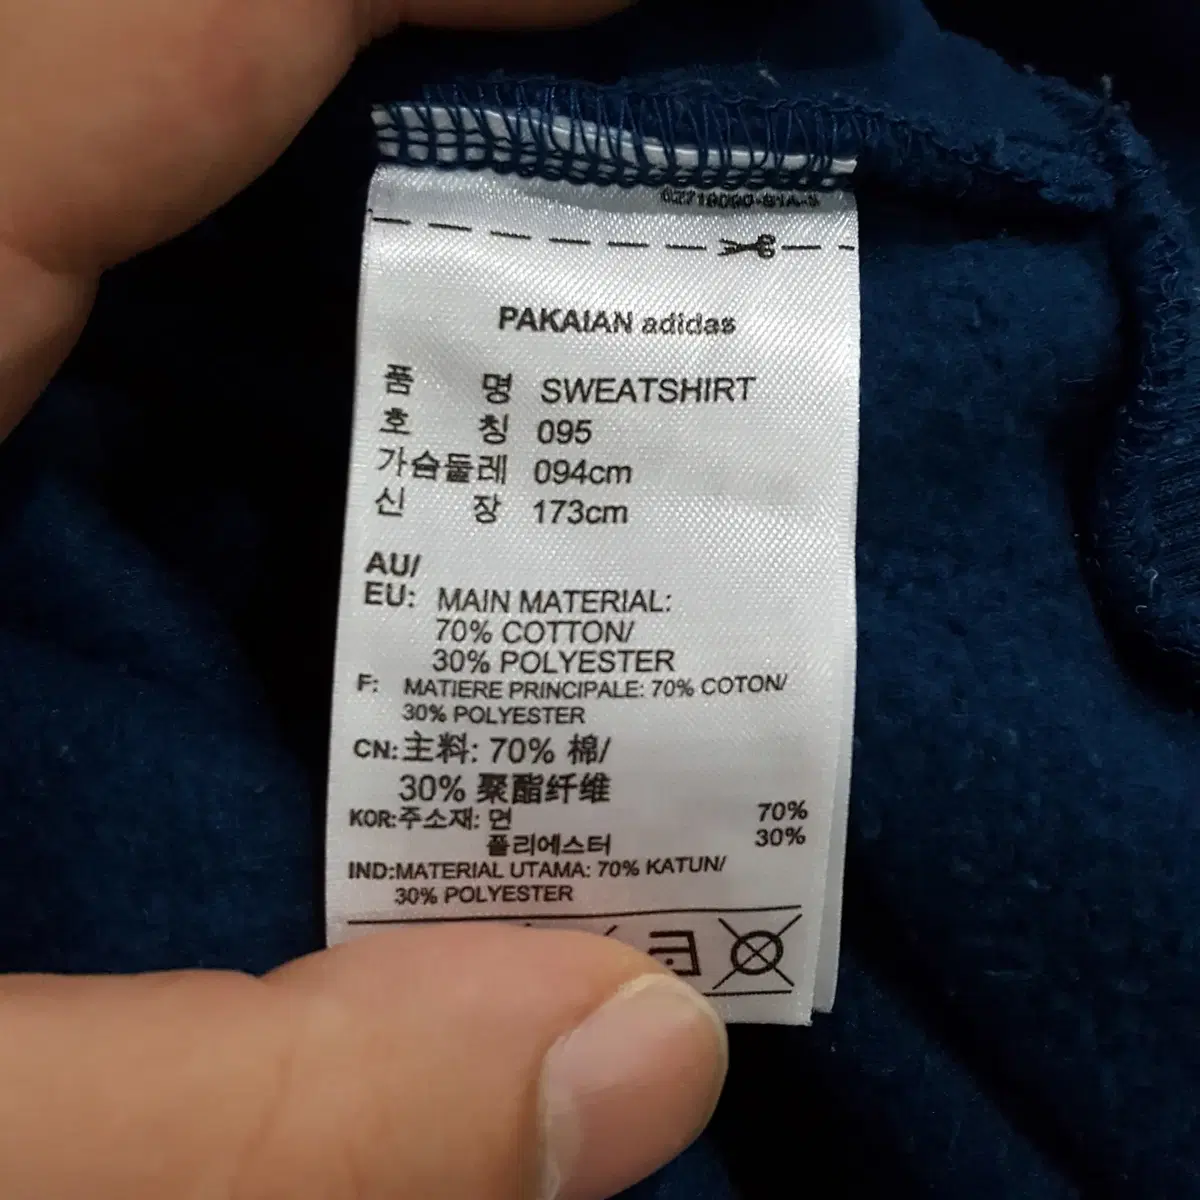 PAKAIAN adidas
품 명 SWEATSHIRT
호 칭 095
가슴둘레 094cm
신 장 173cm
AU/
EU: MAIN MATERIAL:
70% COTTON/
30% POLYESTER
F: MATIERE PRINCIPALE: 70% COTON/
30% POLYESTER
CN:主料: 70% 棉/
30% 聚酯纤维
KOR:주소재: 면 70%
폴리에스터 30%
IND:MATERIAL UTAMA: 70% KATUN/
30% POLYESTER